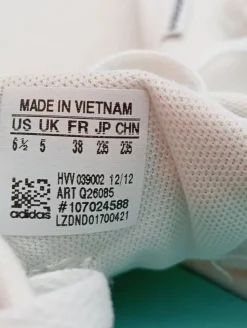 MADE IN VIETNAM
US UK FR JP CHN
6½ 5 38 235 235
HVV 039002 12/12
ART Q26085
#107024588
adidas
LZDND01700421